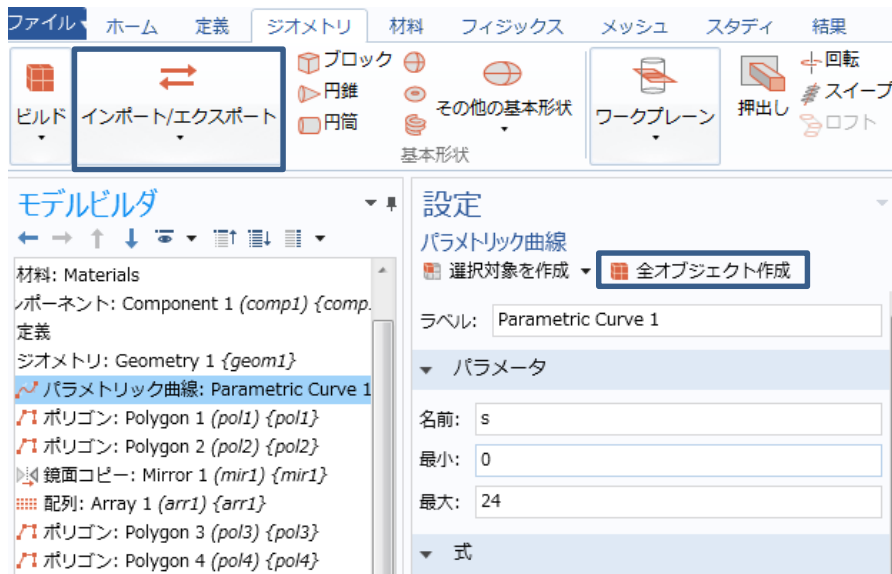 ファイル ホーム 定義 ジオメトリ 材料 フィジックス メッシュ スタディ 結果
ビルド
インポート/エクスポート
ブロック
円錐
円筒
その他の基本形状
基本形状
ワークプレーン
押出し
回転
スイープ
ロフト
モデルビルダ
材料: Materials
ンポーネント: Component 1 (comp1) {comp.
定義
ジオメトリ: Geometry 1 {geom1}
パラメトリック曲線: Parametric Curve 1
ポリゴン: Polygon 1 (pol1) {pol1}
ポリゴン: Polygon 2 (pol2) {pol2}
鏡面コピー: Mirror 1 (mir1) {mir1}
配列: Array 1 (arr1) {arr1}
ポリゴン: Polygon 3 (pol3) {pol3}
ポリゴン: Polygon 4 (pol4) {pol4}
設定
パラメトリック曲線
選択対象を作成 全オブジェクト作成
ラベル: Parametric Curve 1
パラメータ
名前: s
最小: 0
最大: 24
式